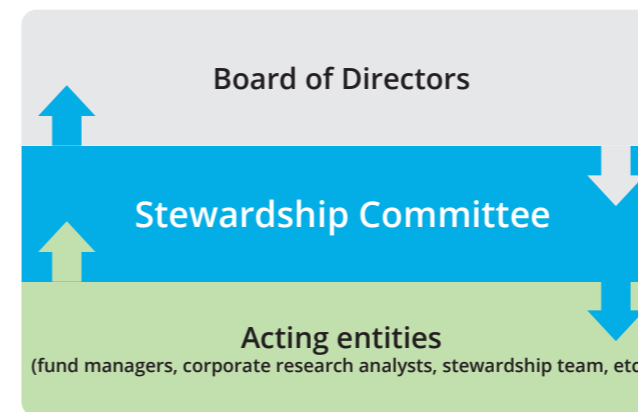 Board of Directors
Stewardship Committee
Acting entities
(fund managers, corporate research analysts, stewardship team, etc